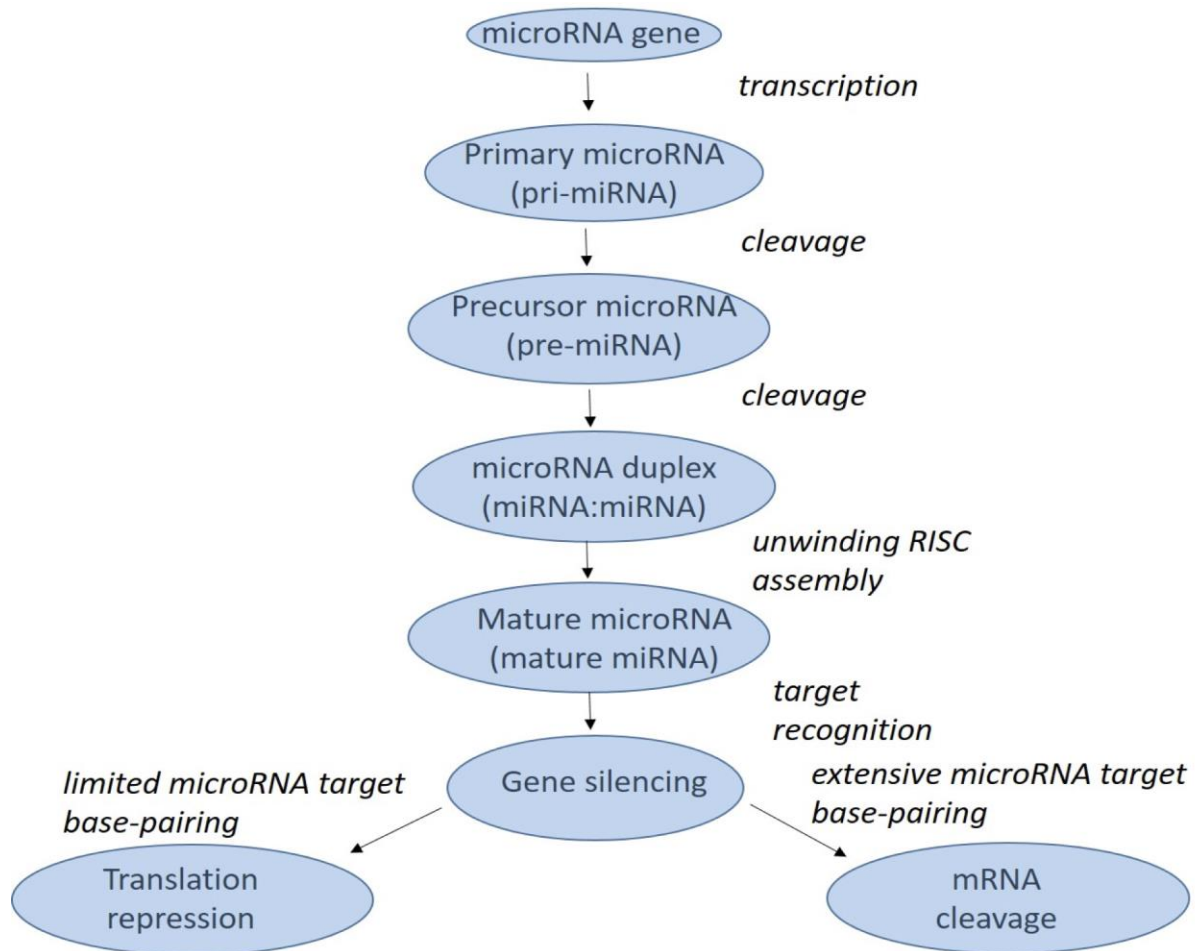 microRNA gene
transcription
Primary microRNA
(pri-miRNA)
cleavage
Precursor microRNA
(pre-miRNA)
cleavage
microRNA duplex
(miRNA:miRNA)
unwinding RISC
assembly
Mature microRNA
(mature miRNA)
target
recognition
Gene silencing
limited microRNA target
base-pairing
extensive microRNA target
base-pairing
Translation
repression
mRNA
cleavage